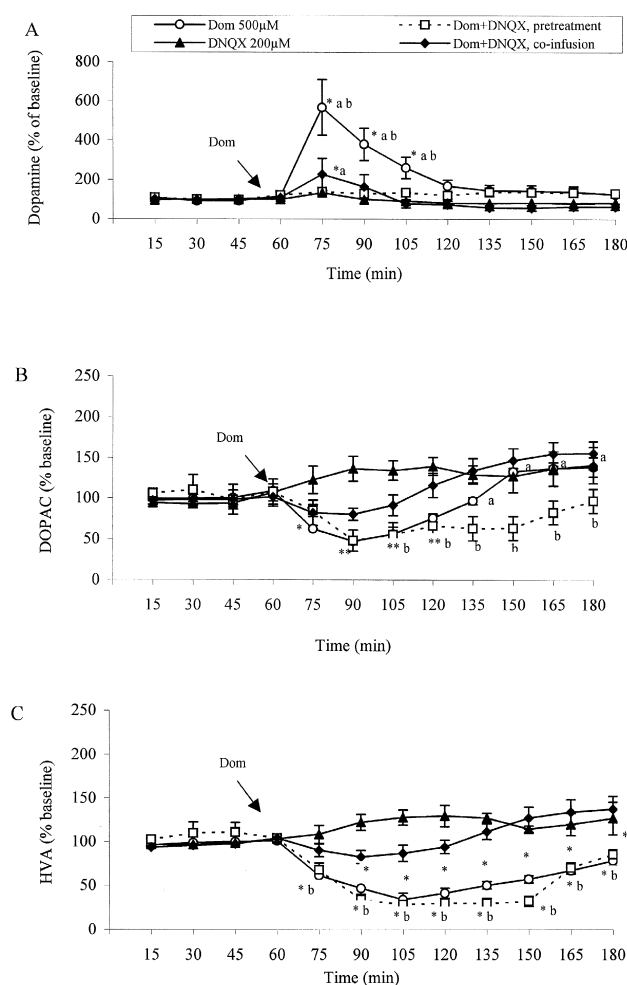 A
Dom 500µM
Dom+DNQX, pretreatment
DNQX 200µM
Dom+DNQX, co-infusion
Dopamine (% of baseline)
800
600
400
200
0
Dom
* a b
* a b
* a b
*a
15 30 45 60 75 90 105 120 135 150 165 180
Time (min)
B
DOPAC (% baseline)
250
200
150
100
50
0
Dom
a a a
a
* ** ** b ** b b b b b
15 30 45 60 75 90 105 120 135 150 165 180
Time (min)
C
HVA (% baseline)
250
200
150
100
50
0
Dom
*
* * * * * *
* b * b * b * b * b * b * b * b
15 30 45 60 75 90 105 120 135 150 165 180
Time (min)